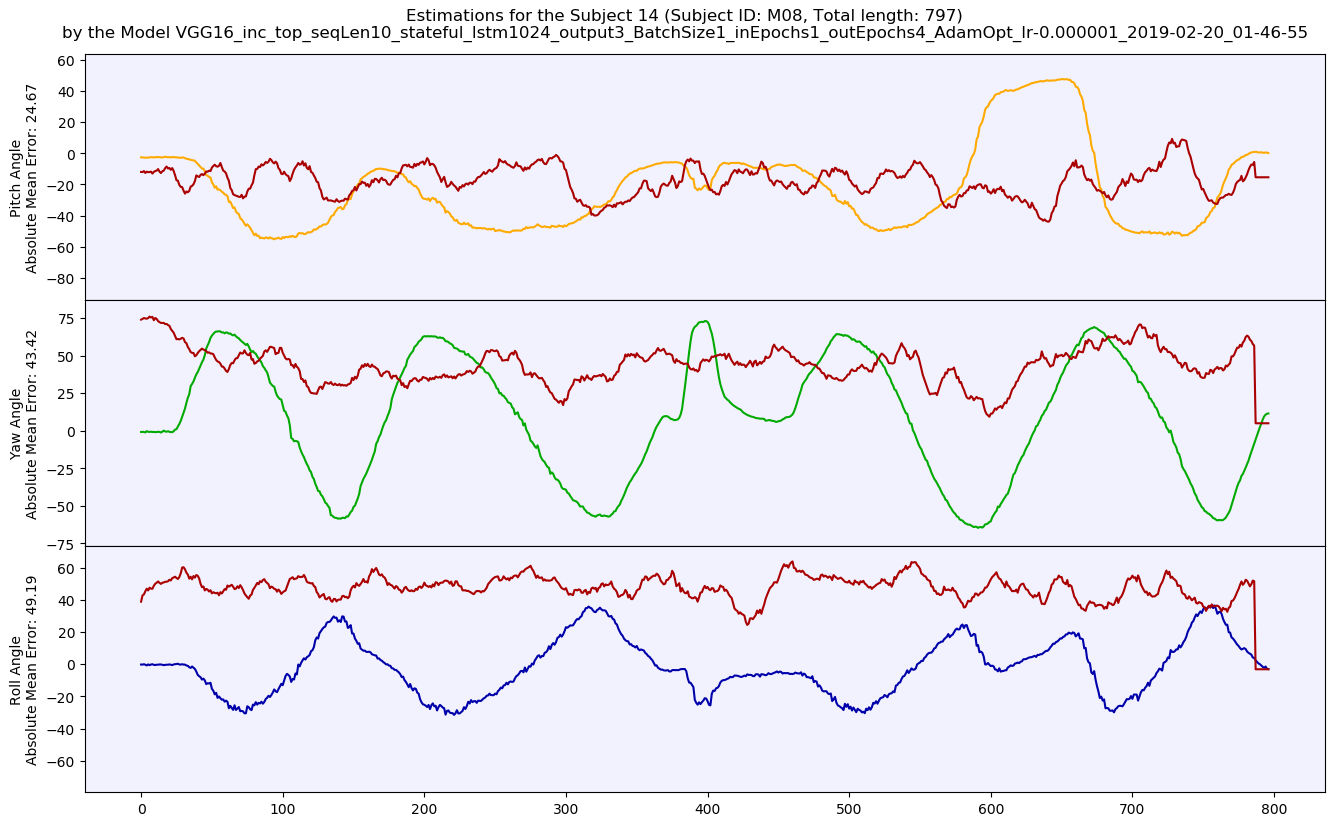 Estimations for the Subject 14 (Subject ID: M08, Total length: 797)
by the Model VGG16_inc_top_seqLen10_stateful_lstm1024_output3_BatchSize1_inEpochs1_outEpochs4_AdamOpt_lr-0.000001_2019-02-20_01-46-55
Pitch Angle
Absolute Mean Error: 24.67
60
40
20
0
−20
−40
−60
−80
Yaw Angle
Absolute Mean Error: 43.42
75
50
25
0
−25
−50
−75
Roll Angle
Absolute Mean Error: 49.19
60
40
20
0
−20
−40
−60
0 100 200 300 400 500 600 700 800